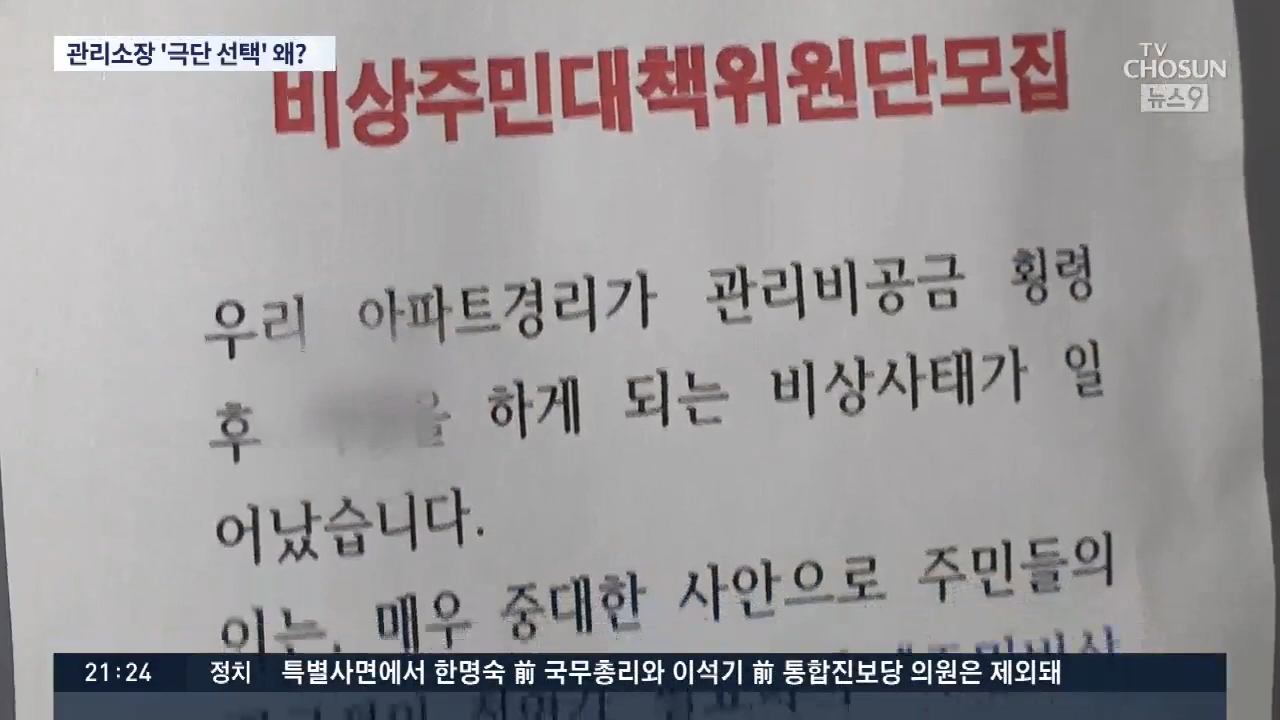 관리소장 '극단 선택' 왜?
TV
CHOSUN
뉴스9
비상주민대책위원단모집
우리 아파트경리가 관리비공금 횡령
후 을 하게 되는 비상사태가 일
어났습니다.
이는, 매우 중대한 사안으로 주민들의
21:24 정치 특별사면에서 한명숙 前 국무총리와 이석기 前 통합진보당 의원은 제외돼